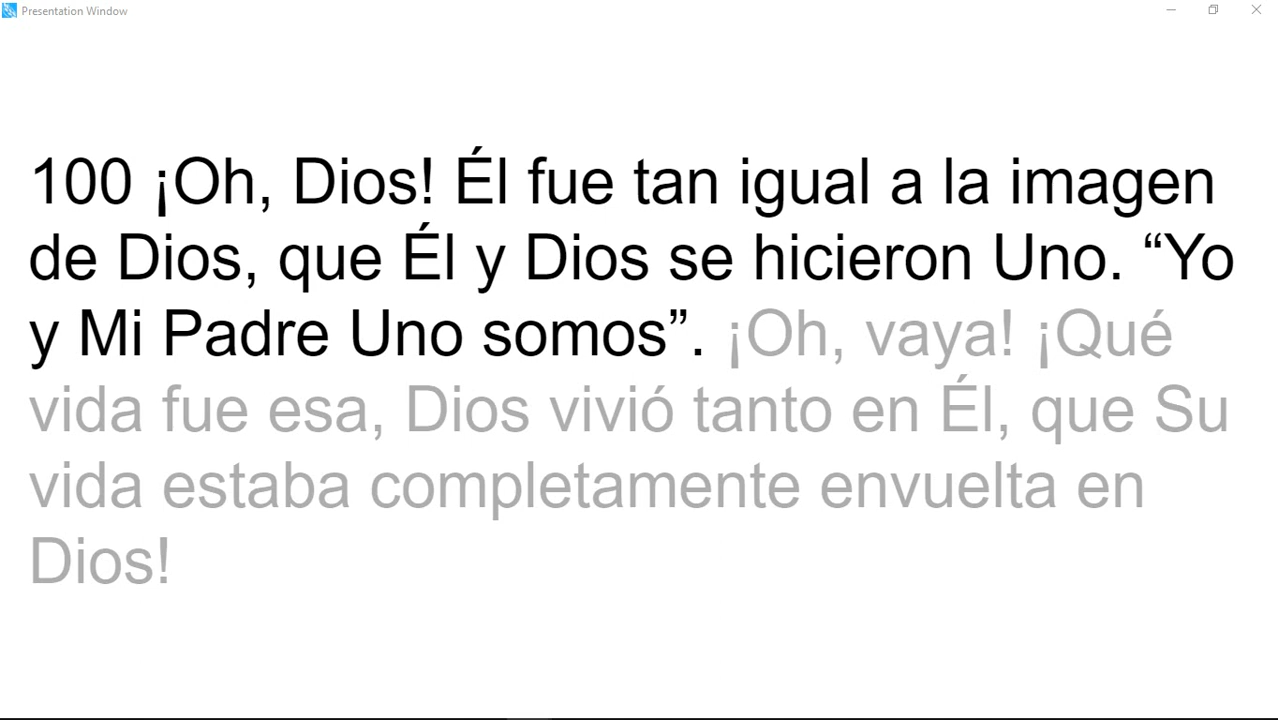 Presentation Window
100 ¡Oh, Dios! Él fue tan igual a la imagen
de Dios, que Él y Dios se hicieron Uno. “Yo
y Mi Padre Uno somos”. ¡Oh, vaya! ¡Qué
vida fue esa, Dios vivió tanto en Él, que Su
vida estaba completamente envuelta en
Dios!